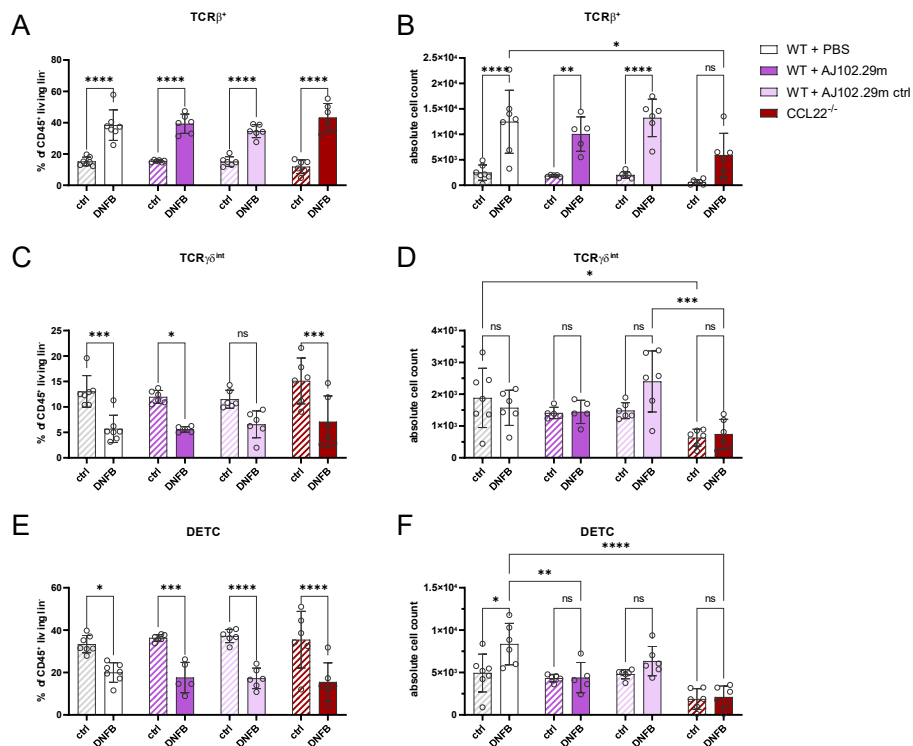 A
TCRβ⁺
% of CD45⁺ living lin⁻
80
60
40
20
0
**** **** **** ****
ctrl DNFB ctrl DNFB ctrl DNFB ctrl DNFB
B
TCRβ⁺
absolute cell count
2.5×10⁴
2.0×10⁴
1.5×10⁴
1.0×10⁴
5.0×10³
0
*
**** ** **** ns
ctrl DNFB ctrl DNFB ctrl DNFB ctrl DNFB
WT + PBS
WT + AJ102.29m
WT + AJ102.29m ctrl
CCL22⁻/⁻
C
TCRγδⁱⁿᵗ
% of CD45⁺ living lin⁻
25
20
15
10
5
0
*** * ns ***
ctrl DNFB ctrl DNFB ctrl DNFB ctrl DNFB
D
TCRγδⁱⁿᵗ
absolute cell count
4×10³
3×10³
2×10³
1×10³
0
*
***
ns ns ns ns
ctrl DNFB ctrl DNFB ctrl DNFB ctrl DNFB
E
DETC
% of CD45⁺ living lin⁻
60
40
20
0
* *** **** ****
ctrl DNFB ctrl DNFB ctrl DNFB ctrl DNFB
F
DETC
absolute cell count
1.5×10⁴
1.0×10⁴
5.0×10³
0
****
**
* ns ns ns
ctrl DNFB ctrl DNFB ctrl DNFB ctrl DNFB